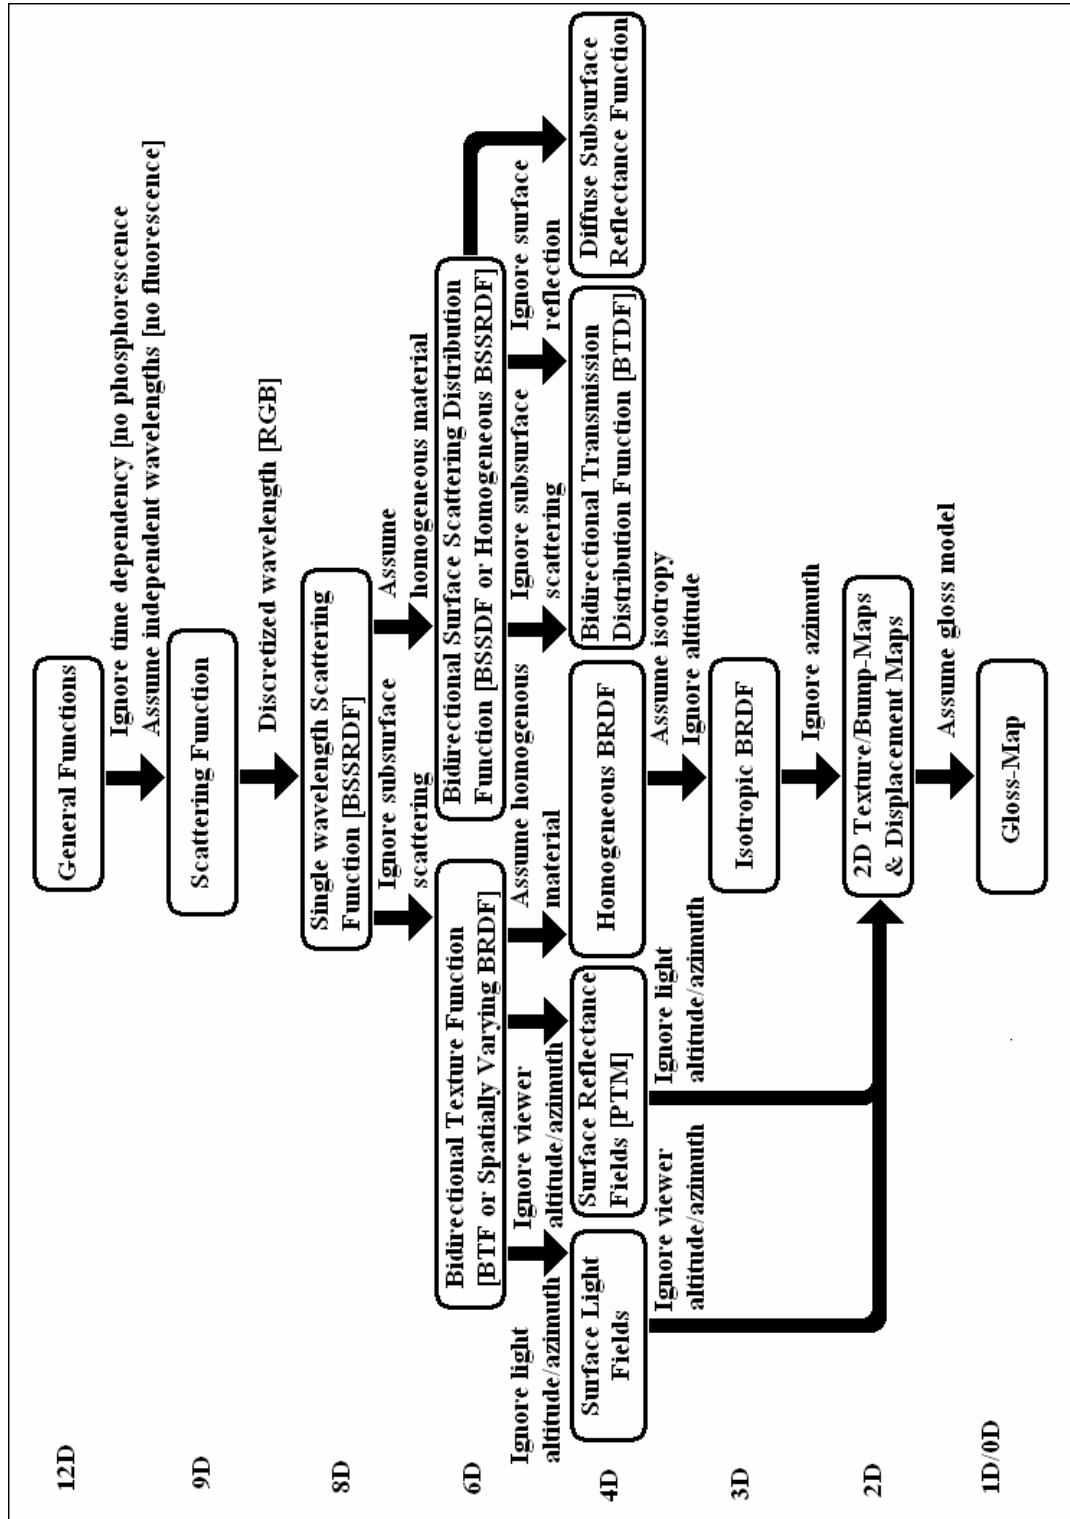 12D
General Functions
Ignore time dependency [no phosphorescence
Assume independent wavelengths [no fluorescence]
9D
Scattering Function
Discretized wavelength [RGB]
8D
Single wavelength Scattering
Function [BSSRDF]
Ignore subsurface
scattering
Assume
homogeneous material
6D
Bidirectional Texture Function
[BTF or Spatially Varying BRDF]
Bidirectional Surface Scattering Distribution
Function [BSSDF or Homogeneous BSSRDF]
Ignore light
altitude/azimuth
Ignore viewer
altitude/azimuth
Assume homogenous
material
Ignore subsurface
scattering
Ignore surface
reflection
4D
Surface Light
Fields
Surface Reflectance
Fields [PTM]
Homogeneous BRDF
Bidirectional Transmission
Distribution Function [BTDF]
Diffuse Subsurface
Reflectance Function
Ignore viewer
altitude/azimuth
Ignore light
altitude/azimuth
Assume isotropy
Ignore altitude
3D
Isotropic BRDF
Ignore azimuth
2D
2D Texture/Bump-Maps
& Displacement Maps
Assume gloss model
1D/0D
Gloss-Map